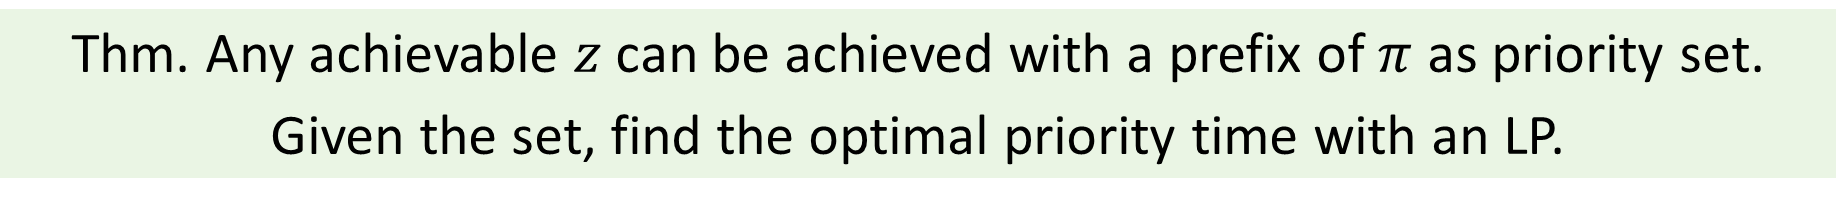 Thm. Any achievable z can be achieved with a prefix of π as priority set.
Given the set, find the optimal priority time with an LP.